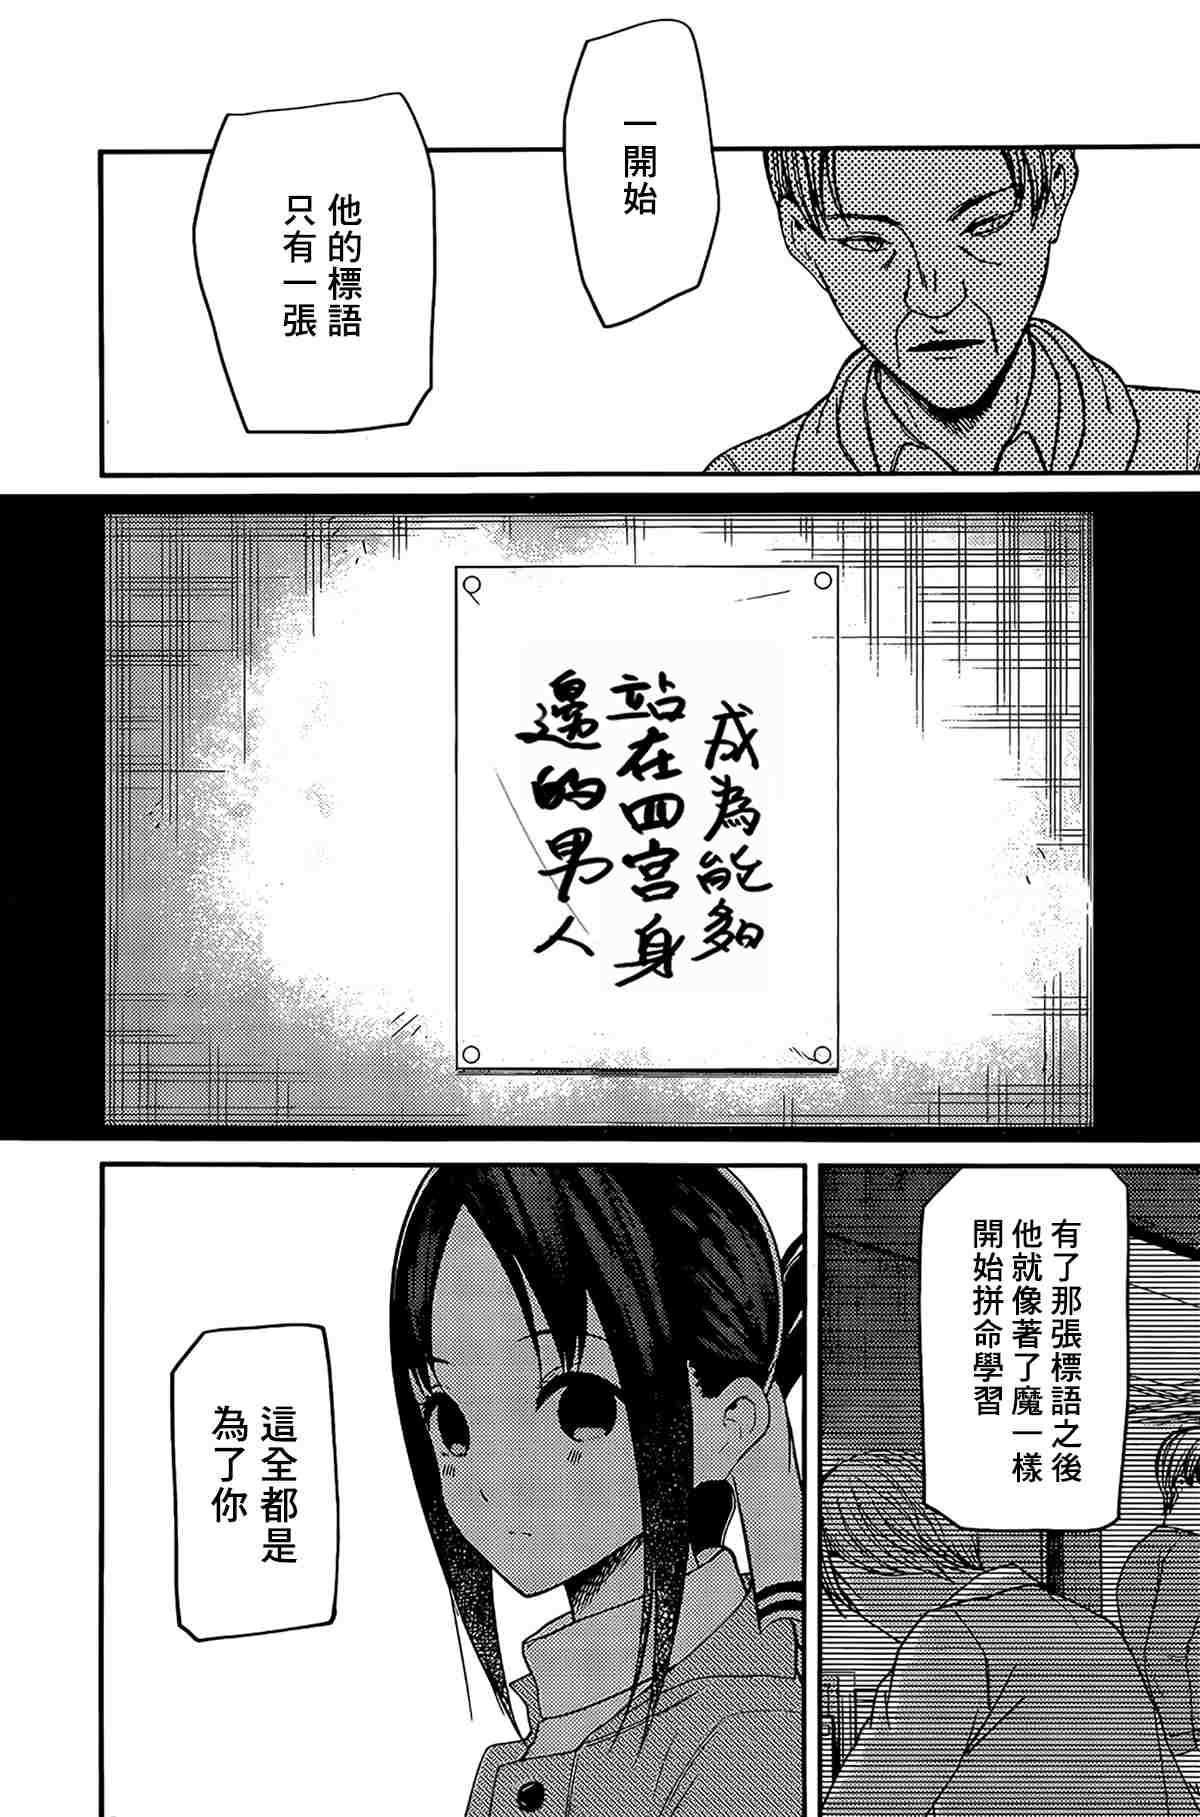 一開始
他的標語
只有一張
成為能夠
站在四宮身
邊的男人
有了那張標語之後
他就像著了魔一樣
開始拼命學習
這全都是
為了你